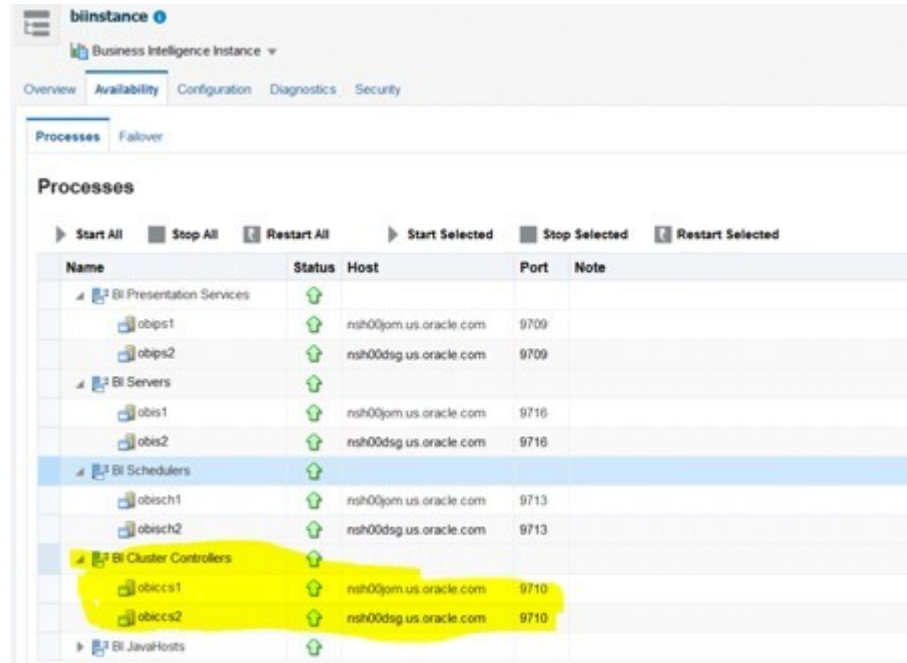 biinstance
Business Intelligence Instance
Overview Availability Configuration Diagnostics Security
Processes Failover
Processes
Start All Stop All Restart All Start Selected Stop Selected Restart Selected
Name Status Host Port Note
BI Presentation Services
obips1 nsh00jom.us.oracle.com 9709
obips2 nsh00dsg.us.oracle.com 9709
BI Servers
obis1 nsh00jom.us.oracle.com 9716
obis2 nsh00dsg.us.oracle.com 9716
BI Schedulers
obisch1 nsh00jom.us.oracle.com 9713
obisch2 nsh00dsg.us.oracle.com 9713
BI Cluster Controllers
obiccs1 nsh00jom.us.oracle.com 9710
obiccs2 nsh00dsg.us.oracle.com 9710
BI JavaHosts